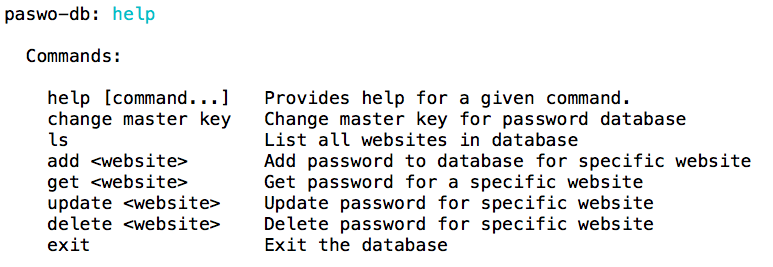 paswo-db: help
Commands:
help [command...]   Provides help for a given command.
change master key   Change master key for password database
ls                  List all websites in database
add <website>       Add password to database for specific website
get <website>       Get password for a specific website
update <website>    Update password for specific website
delete <website>    Delete password for specific website
exit                Exit the database